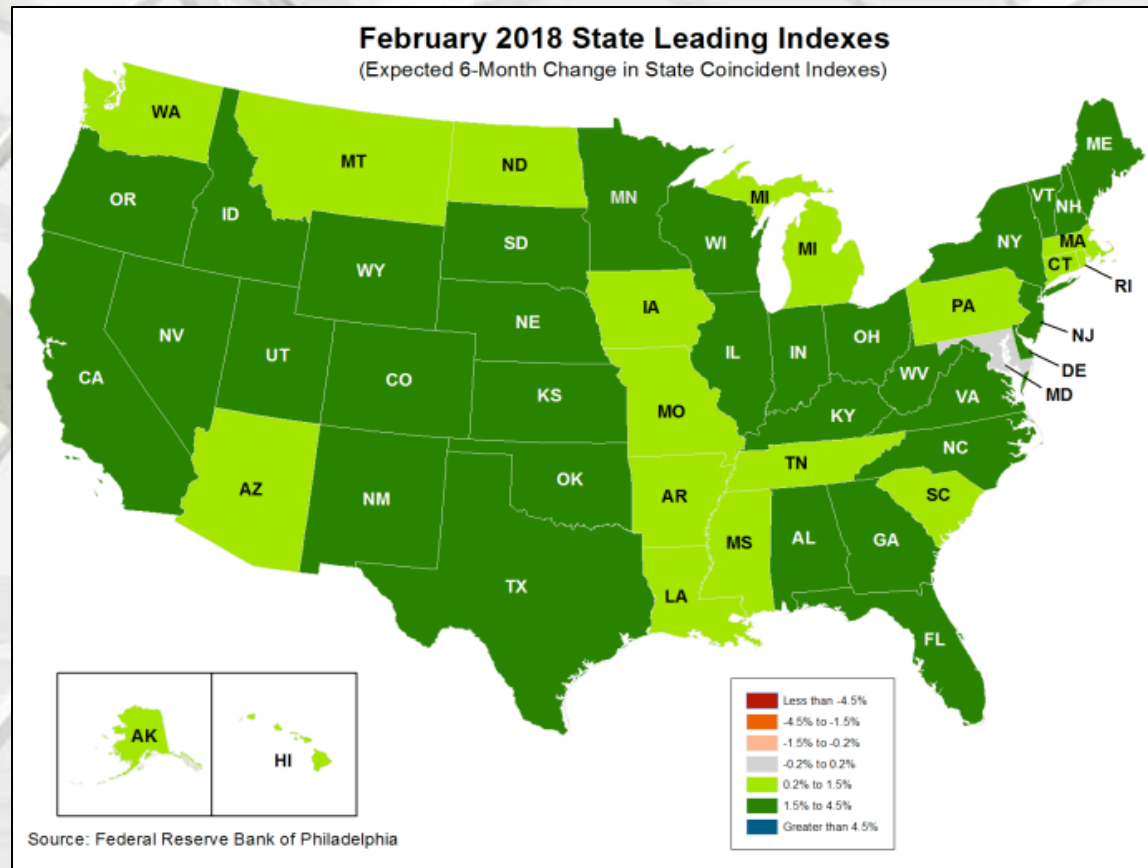 February 2018 State Leading Indexes
(Expected 6-Month Change in State Coincident Indexes)
WA
MT
ND
MN
ME
OR
ID
SD
WI
MI
MI
VT
NH
NY
MA
CT
RI
WY
IA
PA
NE
NJ
NV
UT
IL
IN
OH
DE
CA
CO
KS
WV
MD
MO
KY
VA
AZ
NM
OK
TN
NC
AR
SC
MS
AL
GA
TX
LA
FL
AK
HI
Less than -4.5%
-4.5% to -1.5%
-1.5% to -0.2%
-0.2% to 0.2%
0.2% to 1.5%
1.5% to 4.5%
Greater than 4.5%
Source: Federal Reserve Bank of Philadelphia